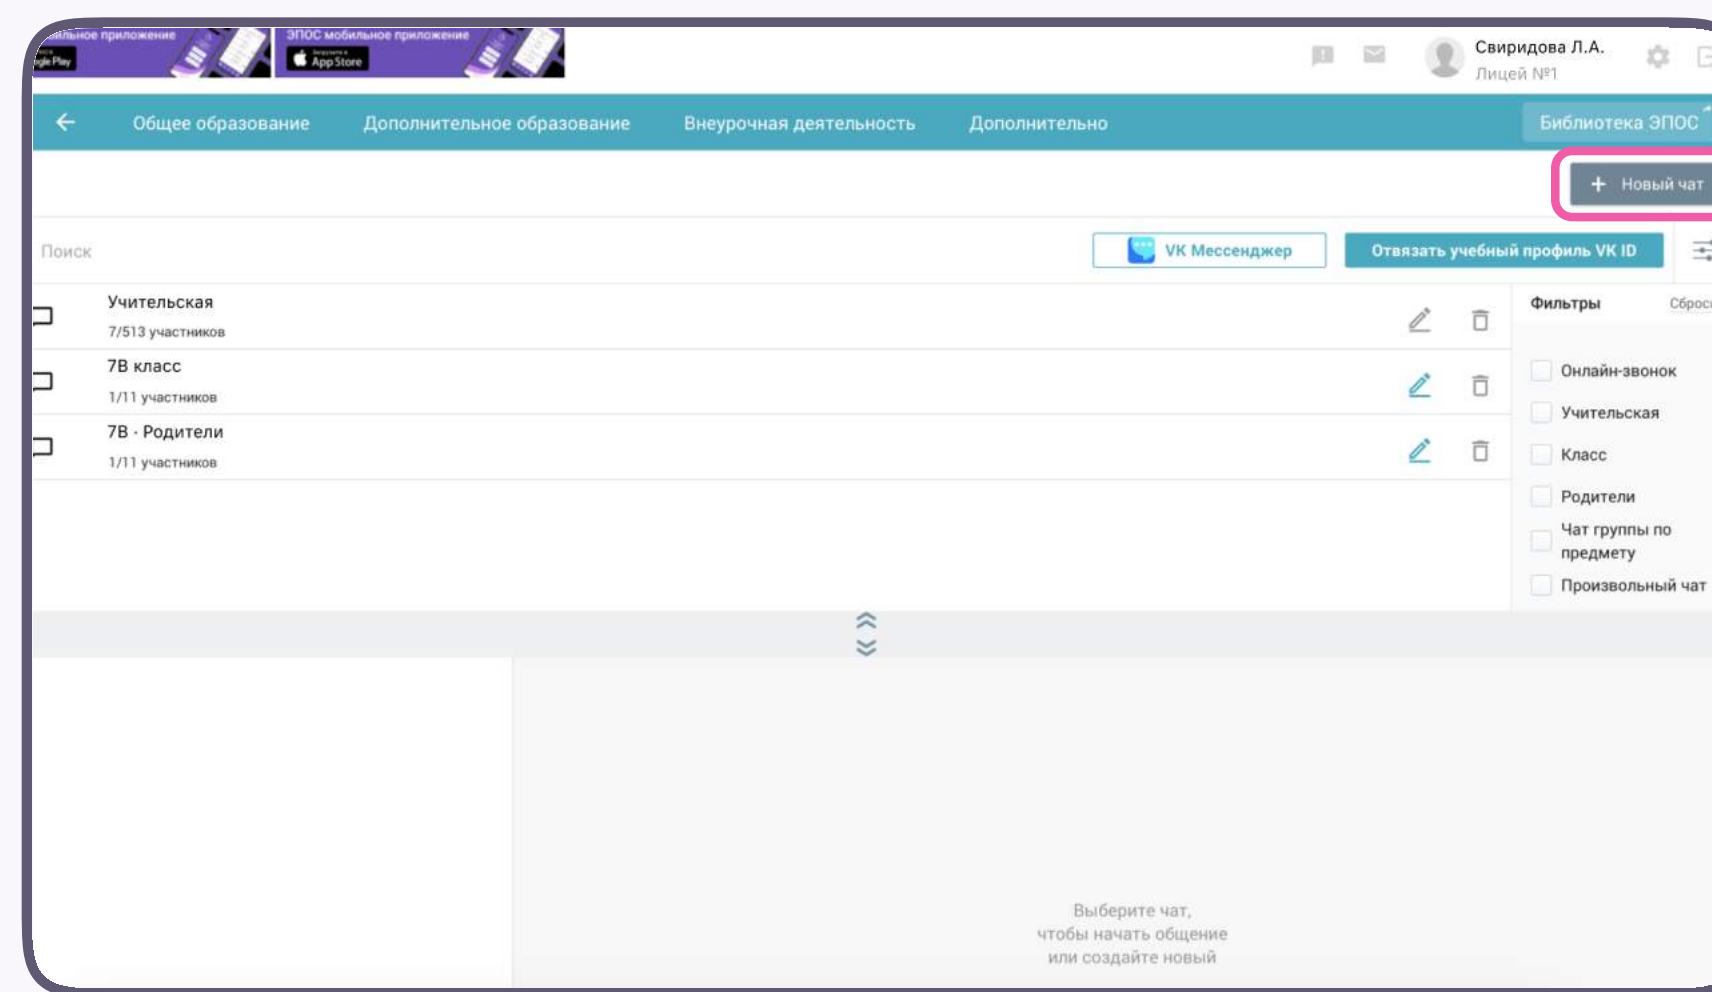 ЭПОС мобильное приложение
приложение
Загрузите в
App Store
Свиридова Л.А.
Лицей №1
Общее образование
Дополнительное образование
Внеурочная деятельность
Дополнительно
Библиотека ЭПОС
+ Новый чат
Поиск
VK Мессенджер
Отвязать учебный профиль VK ID
Учительская
7/513 участников
7В класс
1/11 участников
7В · Родители
1/11 участников
Фильтры
Онлайн-звонок
Учительская
Класс
Родители
Чат группы по
предмету
Произвольный чат
Выберите чат,
чтобы начать общение
или создайте новый